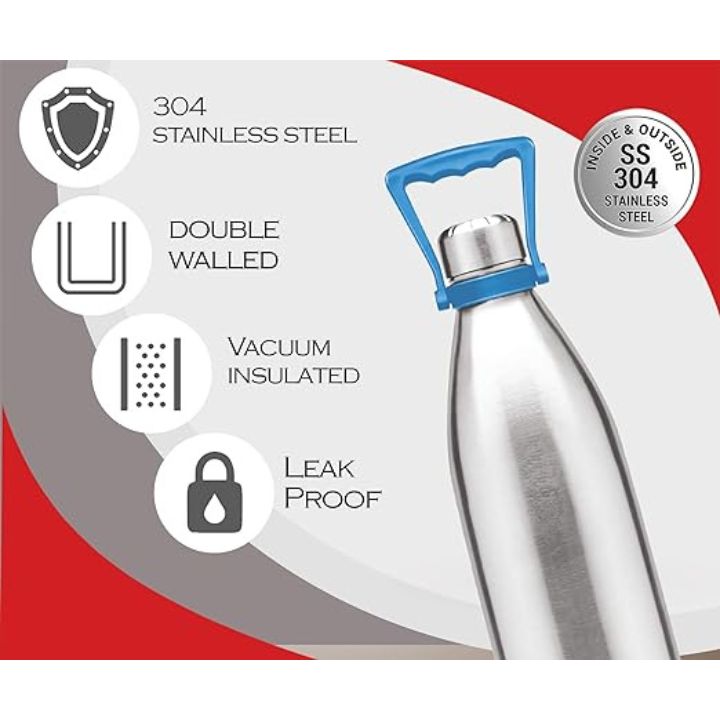 304
STAINLESS STEEL
DOUBLE
WALLED
VACUUM
INSULATED
LEAK
PROOF
INSIDE & OUTSIDE
SS
304
STAINLESS
STEEL